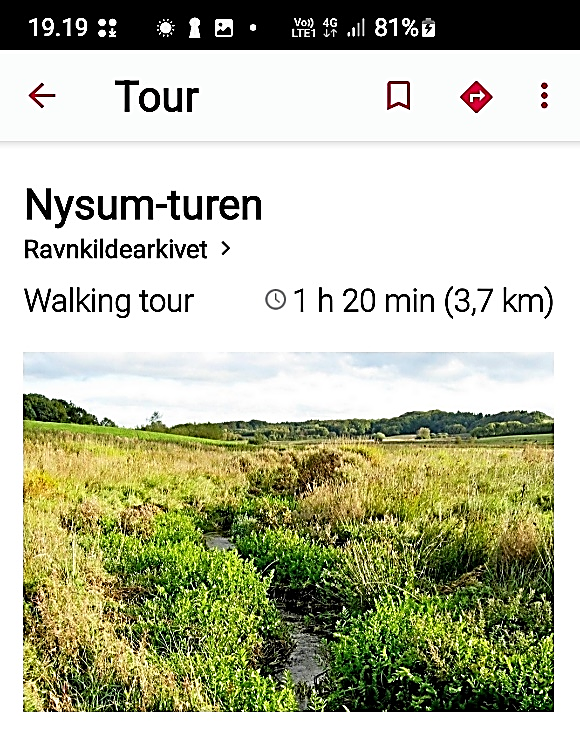 19.19 Vo)) LTE1 4G 81%
Tour
Nysum-turen
Ravnkildearkivet
Walking tour 1 h 20 min (3,7 km)